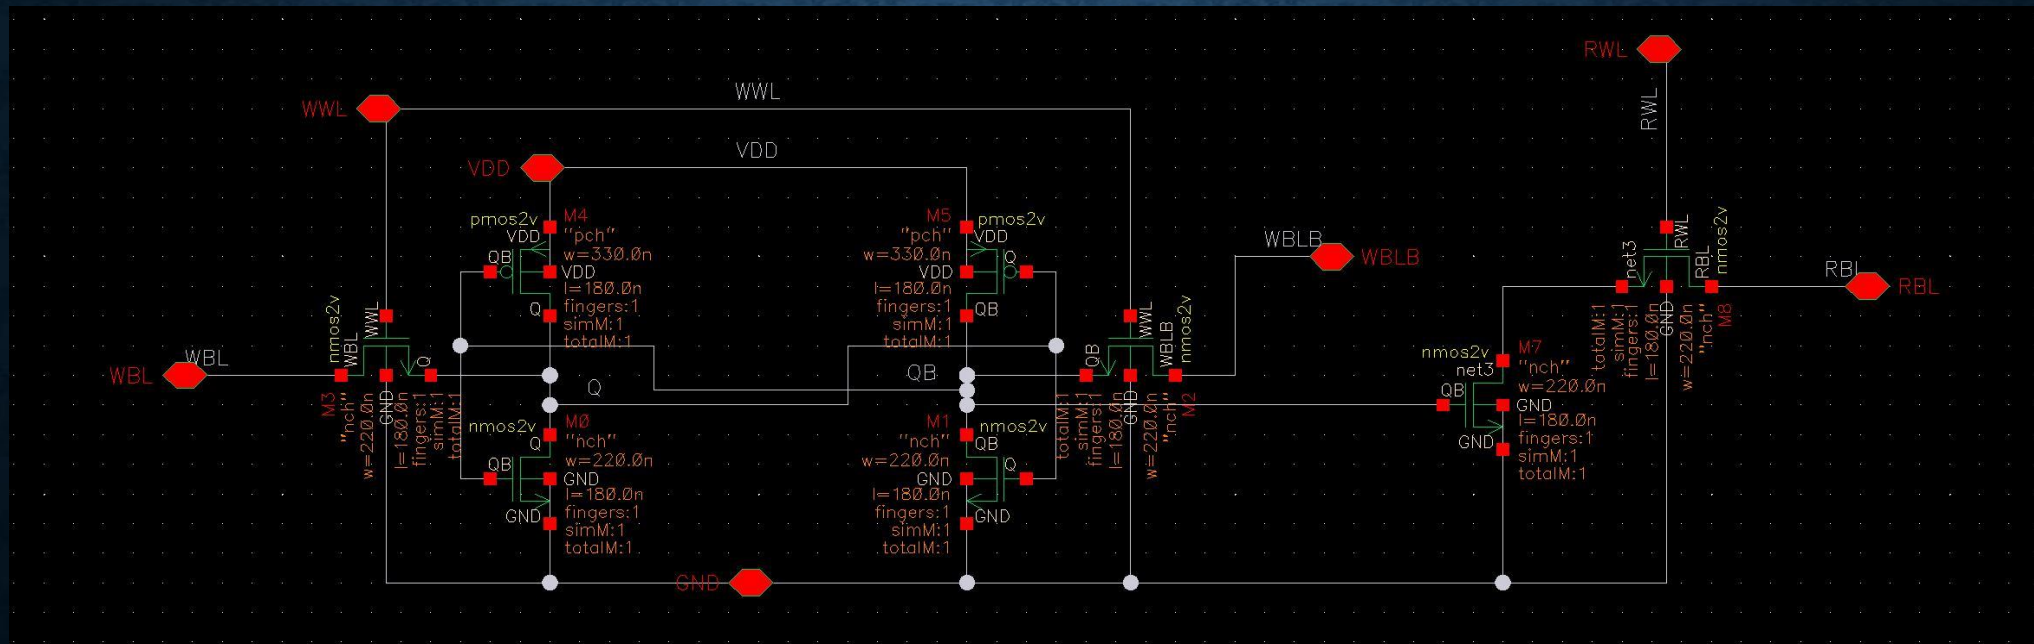 RWL
RWL
WWL
WWL
VDD
VDD
pmos2v
M4
"pch"
VDD
w=330.0n
QB
VDD
l=180.0n
fingers:1
Q
simM:1
totalM:1
M5
pmos2v
"pch"
VDD
w=330.0n
Q
VDD
l=180.0n
fingers:1
QB
simM:1
totalM:1
WBLB
WBLB
net3
RWL
RBL
nmos2v
RBL
RBL
totalM:1
simM:1
fingers:1
l=180.0n
GND
w=220.0n
"nch"
M8
WBL
WBL
nmos2v
WBL
WWL
Q
M3
"nch"
w=220.0n
GND
l=180.0n
fingers:1
simM:1
totalM:1
Q
QB
QB
WWL
WBLB
nmos2v
totalM:1
simM:1
fingers:1
l=180.0n
GND
w=220.0n
"nch"
M2
nmos2v
M7
net3
"nch"
w=220.0n
QB
GND
l=180.0n
fingers:1
GND
simM:1
totalM:1
nmos2v
M0
Q
"nch"
w=220.0n
QB
GND
l=180.0n
GND
fingers:1
simM:1
totalM:1
M1
nmos2v
"nch"
QB
w=220.0n
Q
GND
l=180.0n
fingers:1
GND
simM:1
totalM:1
GND